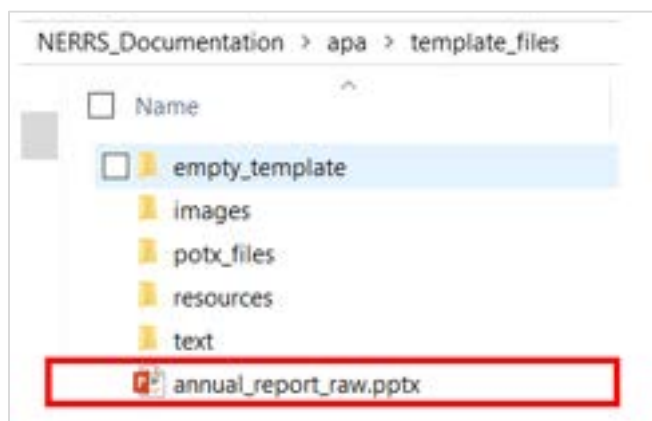 NERRS_Documentation > apa > template_files
Name
empty_template
images
potx_files
resources
text
annual_report_raw.pptx